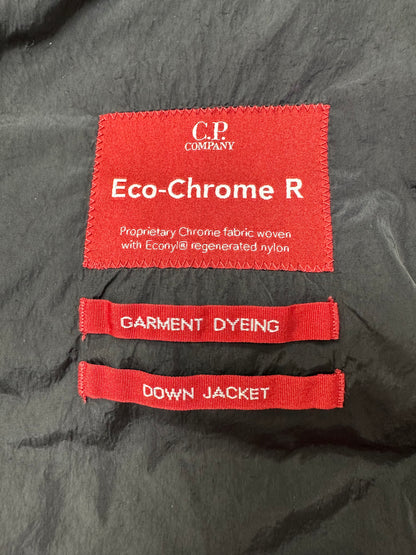 C.P.
COMPANY
Eco-Chrome R
Proprietary Chrome fabric woven
with Econyl® regenerated nylon
GARMENT DYEING
DOWN JACKET